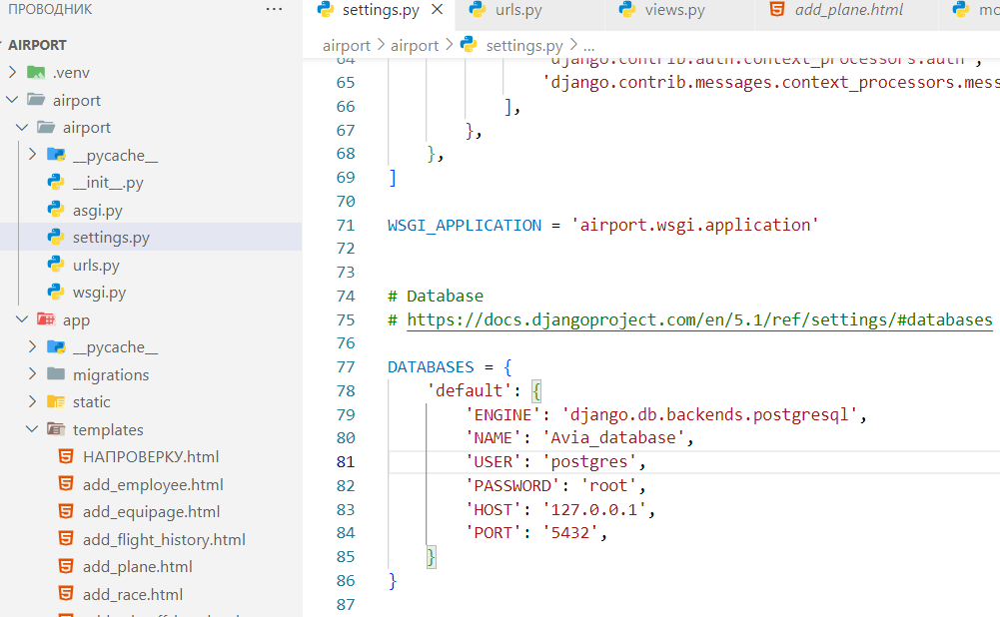 ПРОВОДНИК ...
AIRPORT
.venv
airport
airport
__pycache__
__init__.py
asgi.py
settings.py
urls.py
wsgi.py
app
__pycache__
migrations
static
templates
НАПРОВЕРКУ.html
add_employee.html
add_equipage.html
add_flight_history.html
add_plane.html
add_race.html
settings.py urls.py views.py add_plane.html mo
airport > airport > settings.py > ...
64 'django.contrib.auth.context_processors.auth',
65 'django.contrib.messages.context_processors.mess
66 ],
67 },
68 },
69 ]
70
71 WSGI_APPLICATION = 'airport.wsgi.application'
72
73
74 # Database
75 # https://docs.djangoproject.com/en/5.1/ref/settings/#databases
76
77 DATABASES = {
78 'default': {
79 'ENGINE': 'django.db.backends.postgresql',
80 'NAME': 'Avia_database',
81 'USER': 'postgres',
82 'PASSWORD': 'root',
83 'HOST': '127.0.0.1',
84 'PORT': '5432',
85 }
86 }
87